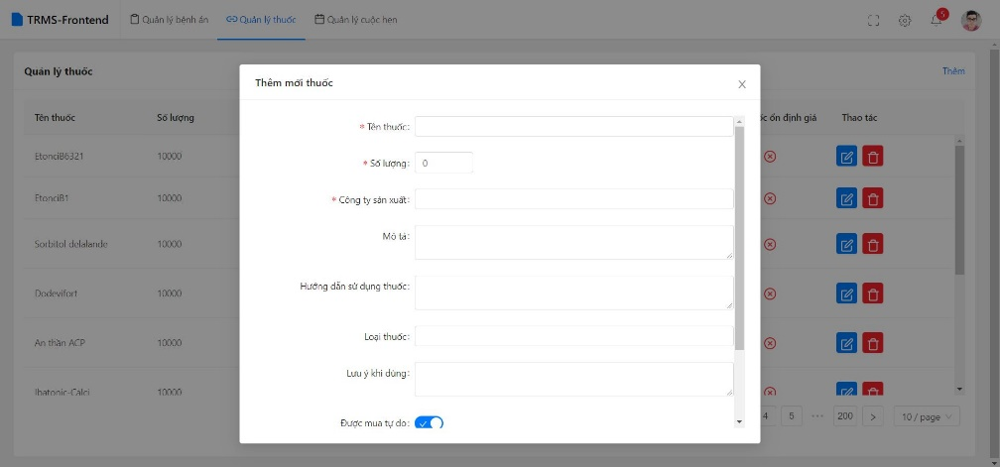 TRMS-Frontend
Quản lý bệnh án
Quản lý thuốc
Quản lý cuộc hẹn
5
Quản lý thuốc
Thêm
Tên thuốc
Số lượng
ốc ổn định giá
Thao tác
EtonciB6321
10000
EtonciB1
10000
Sorbitol delalande
10000
Dodevifort
10000
An thần ACP
10000
Ibatonic-Calci
10000
4
5
•••
200
>
10 / page
Thêm mới thuốc
* Tên thuốc:
* Số lượng:
0
* Công ty sản xuất:
Mô tả:
Hướng dẫn sử dụng thuốc:
Loại thuốc:
Lưu ý khi dùng:
Được mua tự do: